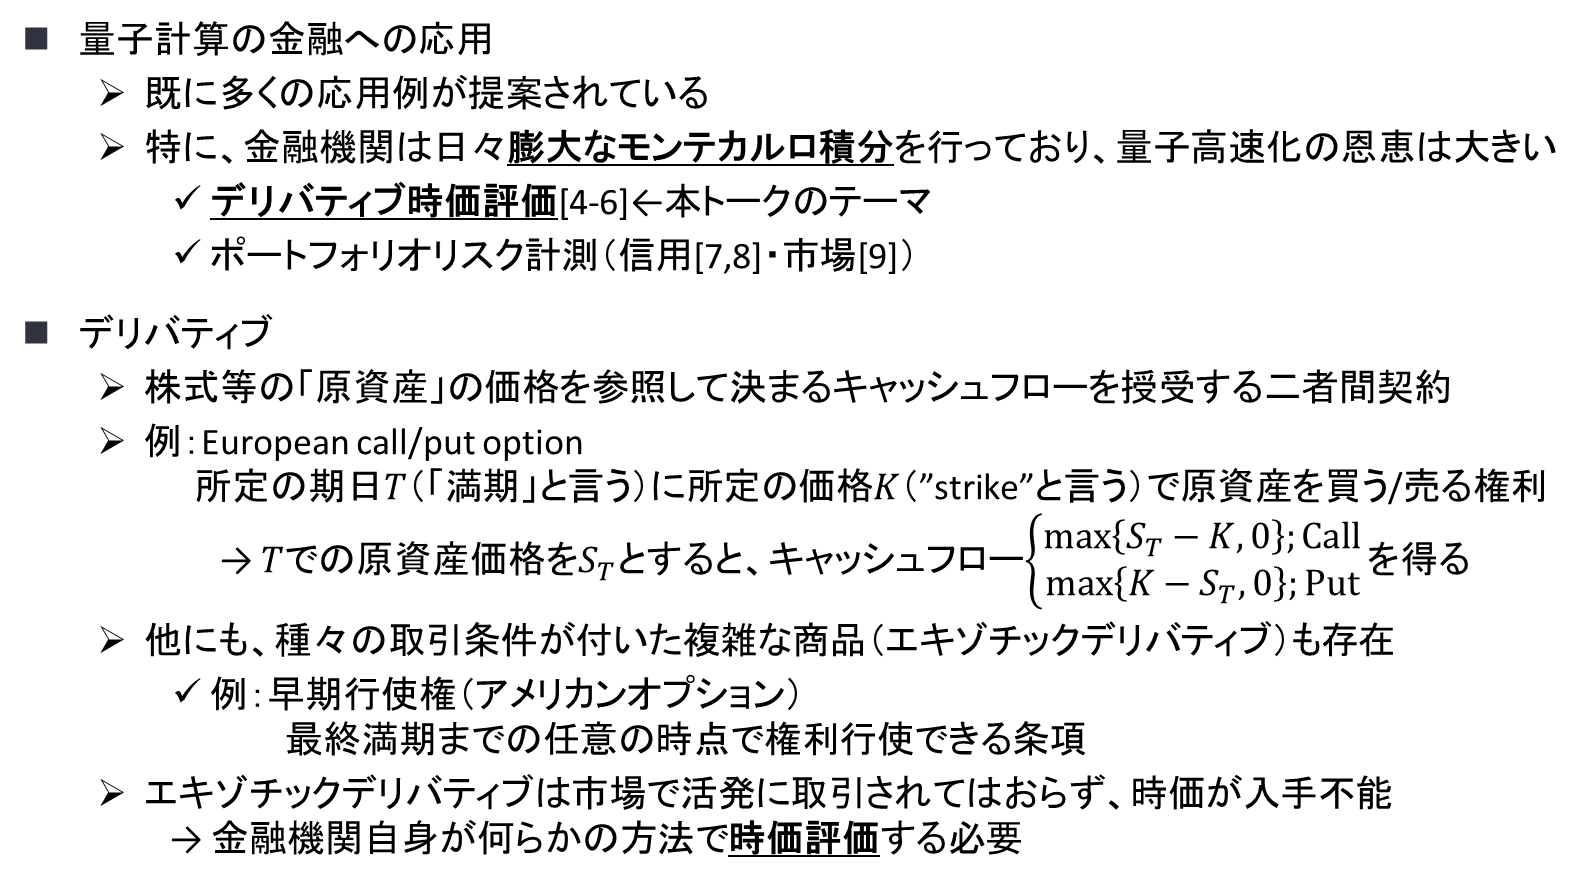 ■ 量子計算の金融への応用
➢ 既に多くの応用例が提案されている
➢ 特に、金融機関は日々膨大なモンテカルロ積分を行っており、量子高速化の恩恵は大きい
✓ デリバティブ時価評価[4-6]←本トークのテーマ
✓ ポートフォリオリスク計測（信用[7,8]・市場[9]）
■ デリバティブ
➢ 株式等の「原資産」の価格を参照して決まるキャッシュフローを授受する二者間契約
➢ 例：European call/put option
所定の期日T（「満期」と言う）に所定の価格K（”strike”と言う）で原資産を買う/売る権利
→ Tでの原資産価格をS_Tとすると、キャッシュフロー{max{S_T − K, 0}; Call
max{K − S_T, 0}; Putを得る
➢ 他にも、種々の取引条件が付いた複雑な商品（エキゾチックデリバティブ）も存在
✓ 例：早期行使権（アメリカンオプション）
最終満期までの任意の時点で権利行使できる条項
➢ エキゾチックデリバティブは市場で活発に取引されてはおらず、時価が入手不能
→ 金融機関自身が何らかの方法で時価評価する必要